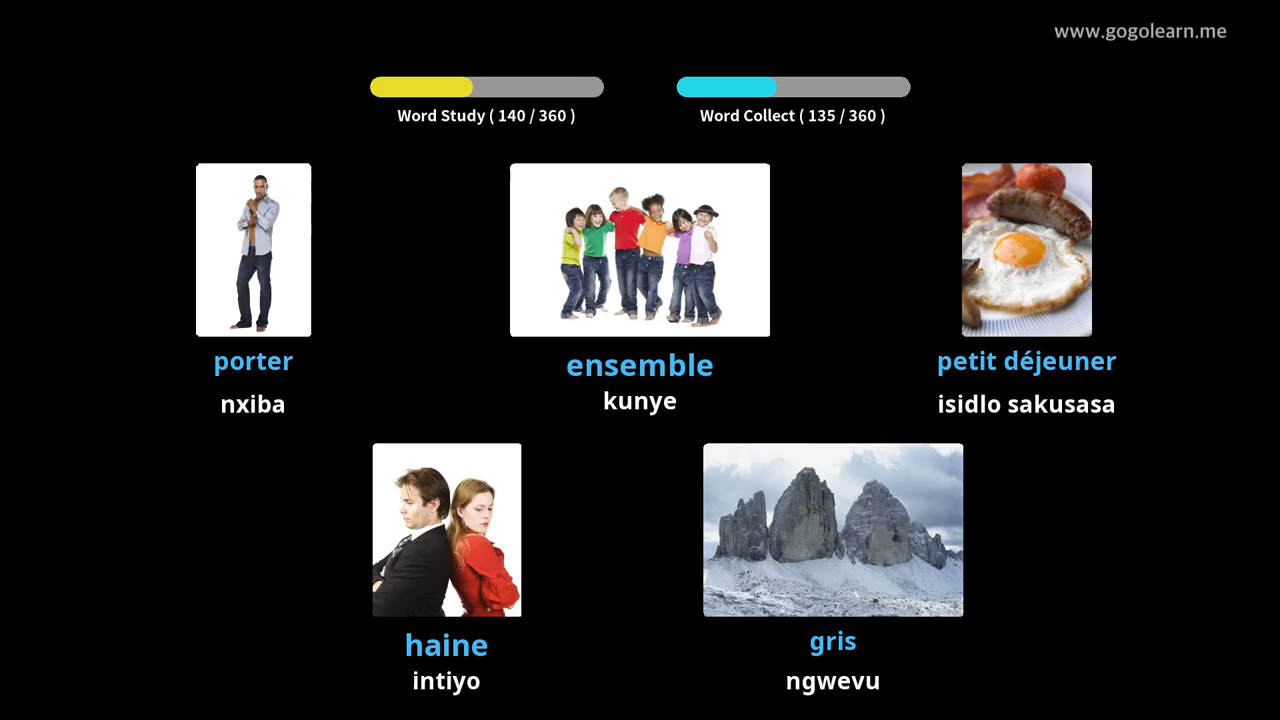 www.gogolearn.me
Word Study ( 140 / 360 )
Word Collect ( 135 / 360 )
porter
nxiba
ensemble
kunye
petit déjeuner
isidlo sakusasa
haine
intiyo
gris
ngwevu